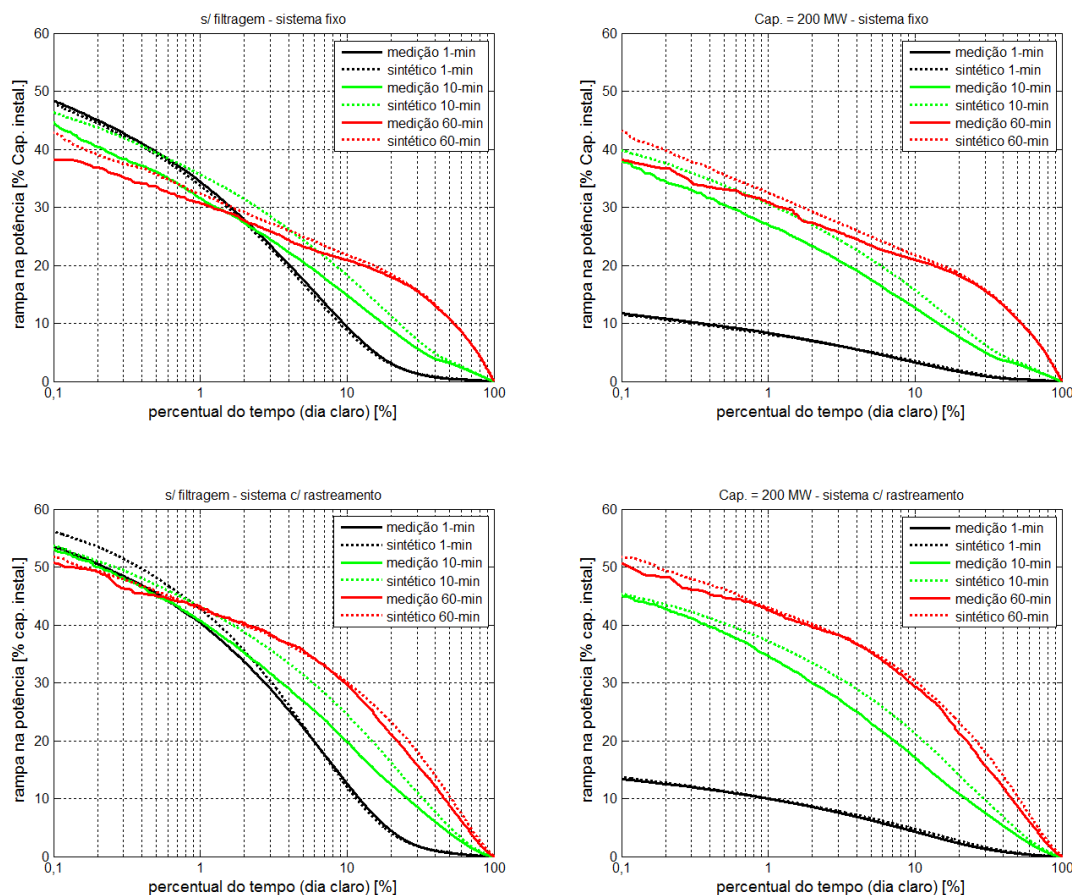 s/ filtragem - sistema fixo
60
50
40
30
20
10
0
rampa na potência [% Cap. instal.]
medição 1-min
sintético 1-min
medição 10-min
sintético 10-min
medição 60-min
sintético 60-min
0,1
1
10
100
percentual do tempo (dia claro) [%]
Cap. = 200 MW - sistema fixo
60
50
40
30
20
10
0
rampa na potência [% Cap. instal.]
medição 1-min
sintético 1-min
medição 10-min
sintético 10-min
medição 60-min
sintético 60-min
0,1
1
10
100
percentual do tempo (dia claro) [%]
s/ filtragem - sistema c/ rastreamento
60
50
40
30
20
10
0
rampa na potência [% cap. instal.]
medição 1-min
sintético 1-min
medição 10-min
sintético 10-min
medição 60-min
sintético 60-min
0,1
1
10
100
percentual do tempo (dia claro) [%]
Cap. = 200 MW - sistema c/ rastreamento
60
50
40
30
20
10
0
rampa na potência [% cap. instal.]
medição 1-min
sintético 1-min
medição 10-min
sintético 10-min
medição 60-min
sintético 60-min
0,1
1
10
100
percentual do tempo (dia claro) [%]